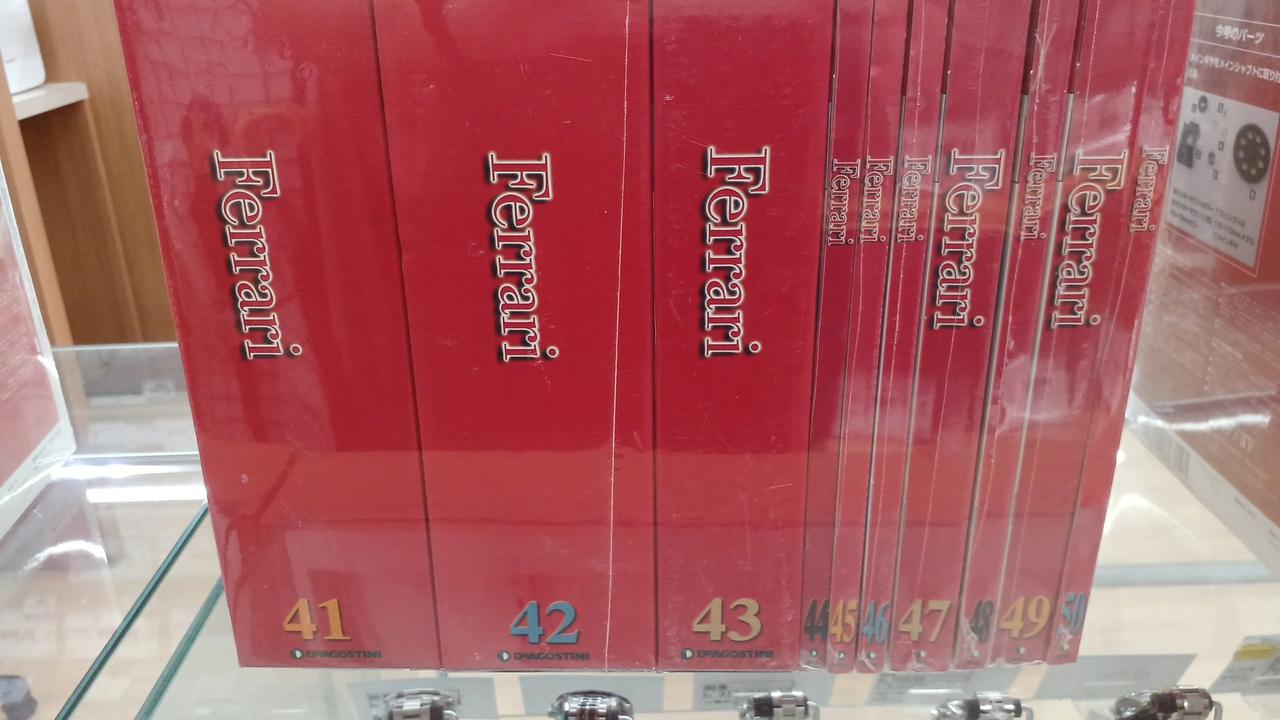 Ferrari
41
DeAGOSTINI
Ferrari
42
DeAGOSTINI
Ferrari
43
DeAGOSTINI
Ferrari
44
Ferrari
45
Ferrari
46
Ferrari
47
Ferrari
48
Ferrari
49
Ferrari
50
今号のパーツ